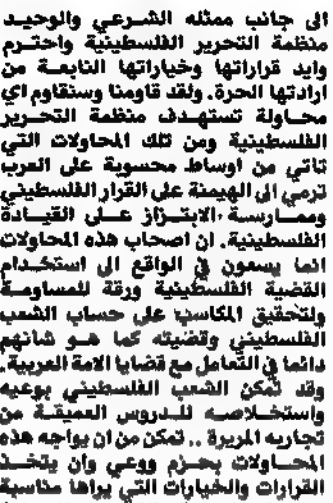 الى جانب ممثله الشرعي والوحيد
منظمة التحرير الفلسطينية واحترم
وايد قراراتها وخياراتها النابعة من
ارادتها الحرة. ولقد قاومنا وسنقاوم اي
محاولة تستهدف منظمة التحرير
الفلسطينية ومن تلك المحاولات التي
تاتي من اوساط محسوبة على العرب
ترمي الى الهيمنة على القرار الفلسطيني
وممارسة الابتزاز على القيادة
الفلسطينية. ان اصحاب هذه المحاولات
انما يسعون في الواقع الى استخدام
القضية الفلسطينية ورقة للمساومة
ولتحقيق المكاسب على حساب الشعب
الفلسطيني وقضيته كما هو شانهم
دائما في التعامل مع قضايا الامة العربية.
وقد تمكن الشعب الفلسطيني بوعيه
واستخلاصه للدروس العميقة من
تجاربه المريرة .. تمكن من ان يواجه هذه
المحاولات بحزم ووعي وان يتخذ
القرارات والخيارات التي يراها مناسبة